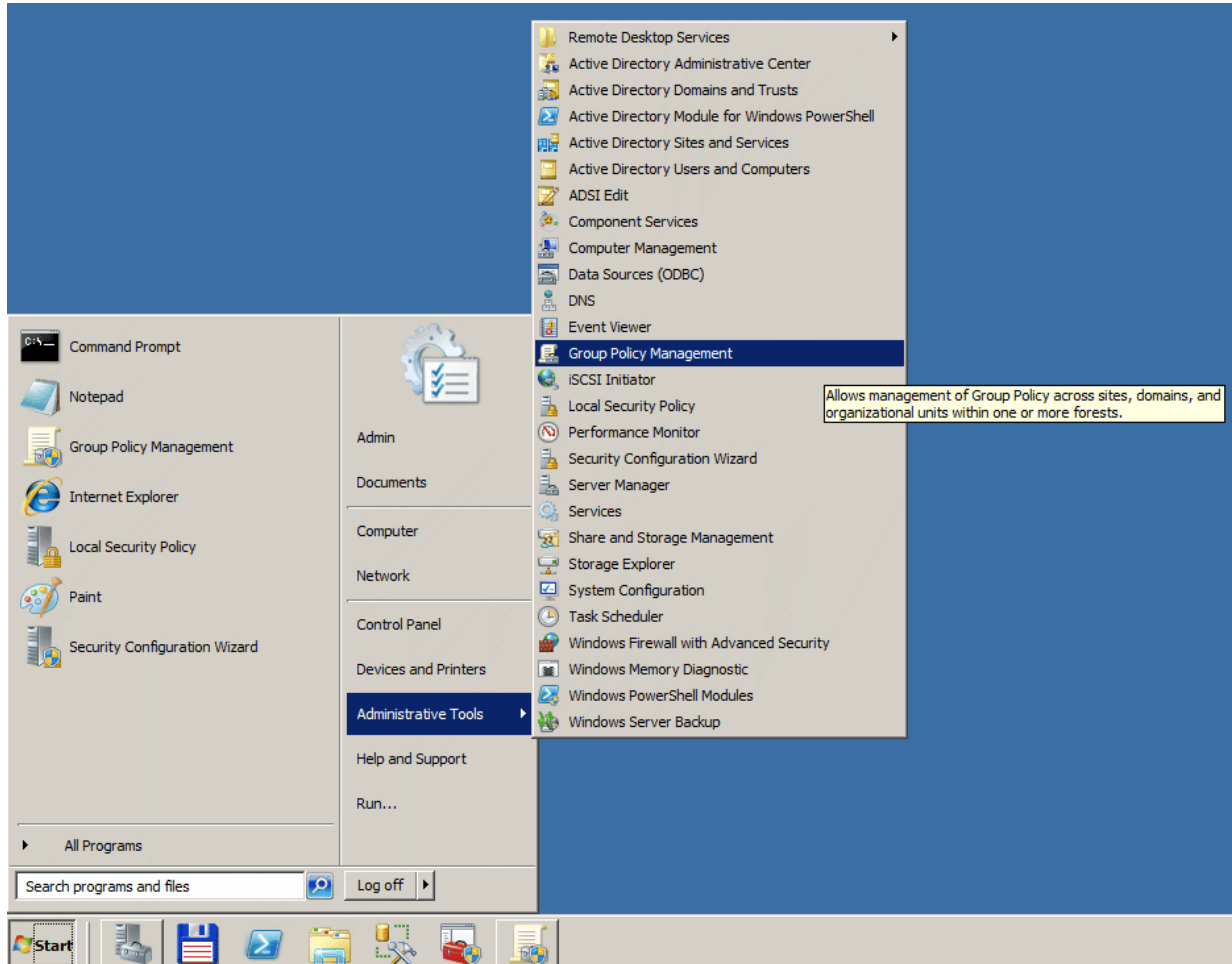 Remote Desktop Services
Active Directory Administrative Center
Active Directory Domains and Trusts
Active Directory Module for Windows PowerShell
Active Directory Sites and Services
Active Directory Users and Computers
ADSI Edit
Component Services
Computer Management
Data Sources (ODBC)
DNS
Event Viewer
Group Policy Management
iSCSI Initiator
Local Security Policy
Performance Monitor
Security Configuration Wizard
Server Manager
Services
Share and Storage Management
Storage Explorer
System Configuration
Task Scheduler
Windows Firewall with Advanced Security
Windows Memory Diagnostic
Windows PowerShell Modules
Windows Server Backup
Allows management of Group Policy across sites, domains, and
organizational units within one or more forests.
C:\_
Command Prompt
Notepad
Group Policy Management
Internet Explorer
Local Security Policy
Paint
Security Configuration Wizard
All Programs
Search programs and files
Admin
Documents
Computer
Network
Control Panel
Devices and Printers
Administrative Tools
Help and Support
Run...
Log off
Start